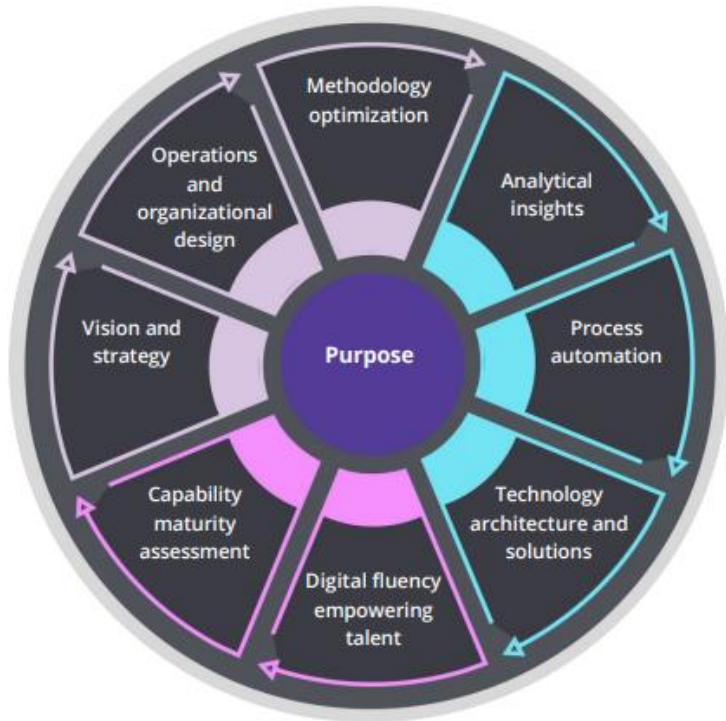 Methodology
optimization
Analytical
insights
Process
automation
Technology
architecture and
solutions
Digital fluency
empowering
talent
Capability
maturity
assessment
Vision and
strategy
Operations
and
organizational
design
Purpose